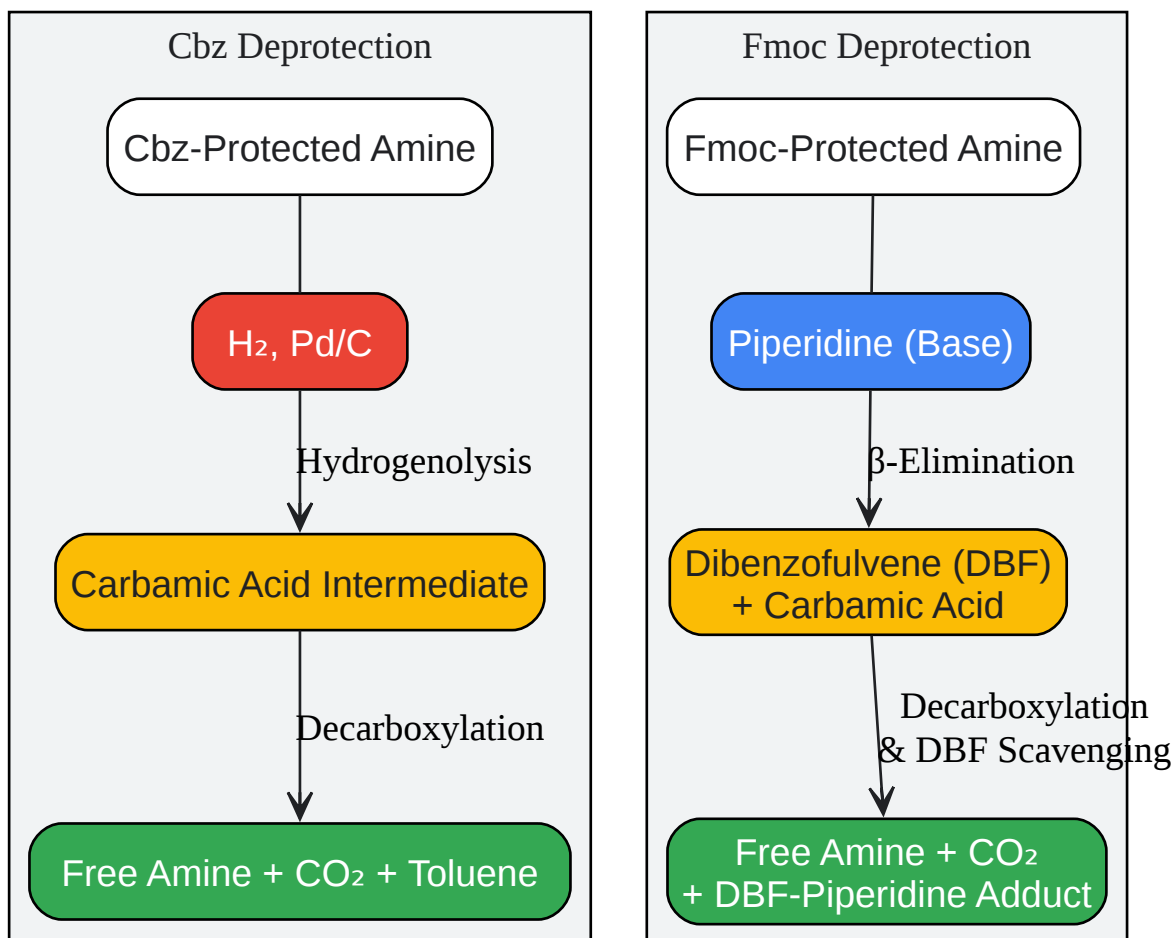 Cbz Deprotection
Cbz-Protected Amine
H₂, Pd/C
Hydrogenolysis
Carbamic Acid Intermediate
Decarboxylation
Free Amine + CO₂ + Toluene
Fmoc Deprotection
Fmoc-Protected Amine
Piperidine (Base)
β-Elimination
Dibenzofulvene (DBF)
+ Carbamic Acid
Decarboxylation
& DBF Scavenging
Free Amine + CO₂
+ DBF-Piperidine Adduct